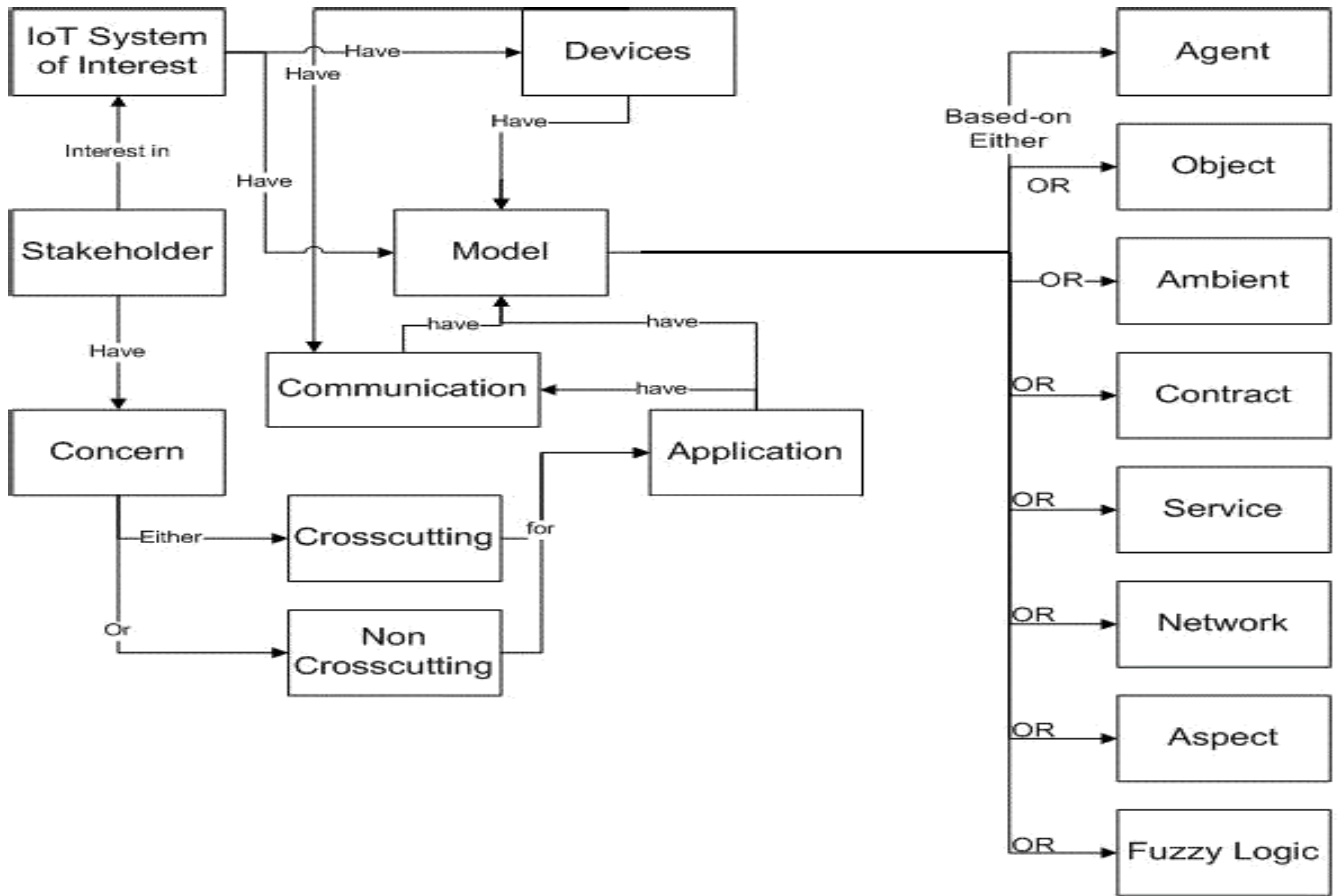 IoT System
of Interest
Have
Devices
Agent
Have
Have
Based-on
Either
Interest in
Object
Have
OR
Stakeholder
Model
OR
Ambient
have
have
Have
Communication
have
OR
Contract
Concern
Application
Either
Crosscutting
for
OR
Service
Or
Non
Crosscutting
OR
Network
OR
Aspect
OR
Fuzzy Logic